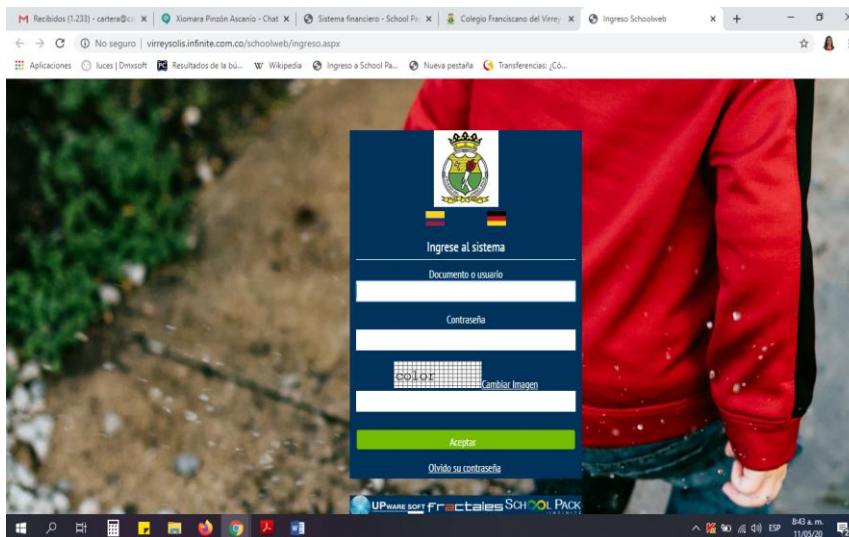 Recibidos (1.233) - cartera@c
Xiomara Pinzón Ascanio - Chat
Sistema financiero - School Pa
Colegio Franciscano del Virrey
Ingreso Schoolweb
No seguro | virreysolis.infinite.com.co/schoolweb/ingreso.aspx
Aplicaciones
luces | Dmxsoft
Resultados de la bú...
Wikipedia
Ingreso a School Pa...
Nueva pestaña
Transferencias: ¿Có...
Ingrese al sistema
Documento o usuario
Contraseña
color
Cambiar Imagen
Aceptar
Olvido su contraseña
UPWARE SOFT Fractales SCHOOL PACK
INFINITE
ESP
8:43 a. m.
11/05/20